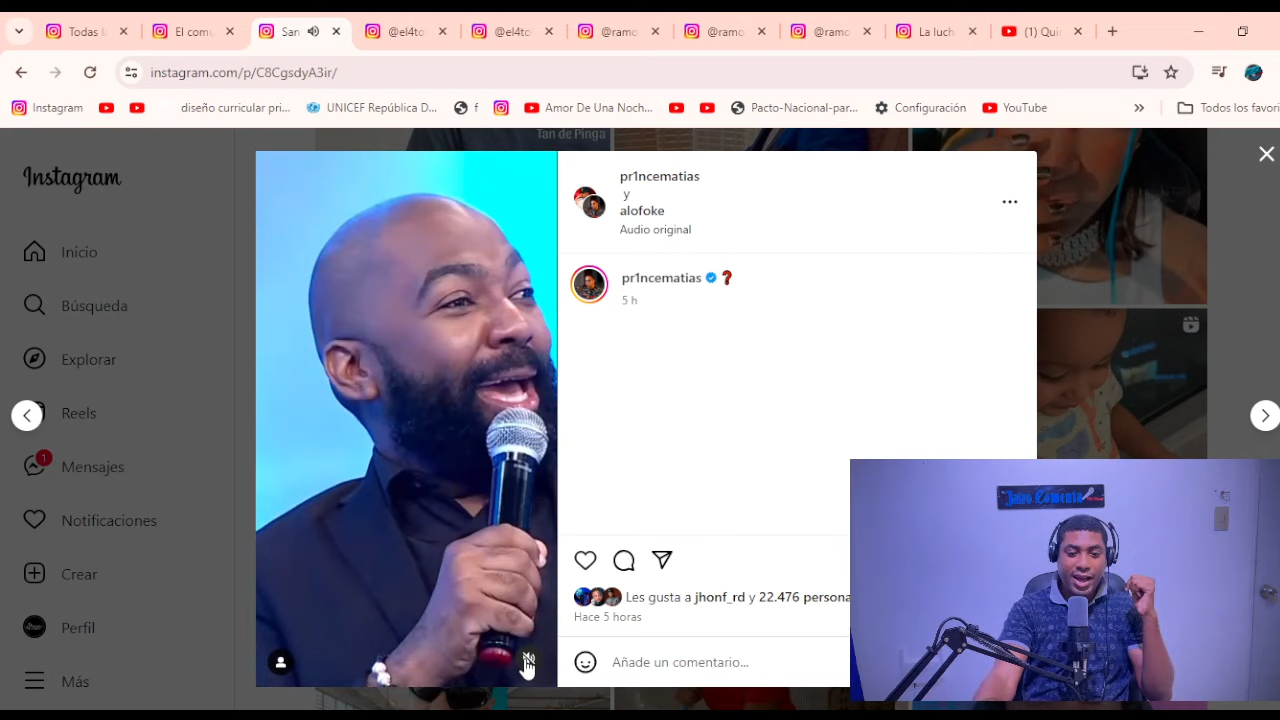 Todas l
El comu
San
@el4to
@el4to
@ramo
@ramo
@ramo
La luch
(1) Qui
instagram.com/p/C8CgsdyA3ir/
Instagram
diseño curricular pri...
UNICEF República D...
f
Amor De Una Noch...
Pacto-Nacional-par...
Configuración
YouTube
»
Todos los favori
Tan de Pinga
Instagram
Inicio
Búsqueda
Explorar
Reels
1
Mensajes
Notificaciones
Crear
Perfil
Más
pr1ncematias
y
alofoke
Audio original
pr1ncematias ❓
5 h
Les gusta a jhonf_rd y 22.476 persona
Hace 5 horas
Añade un comentario...